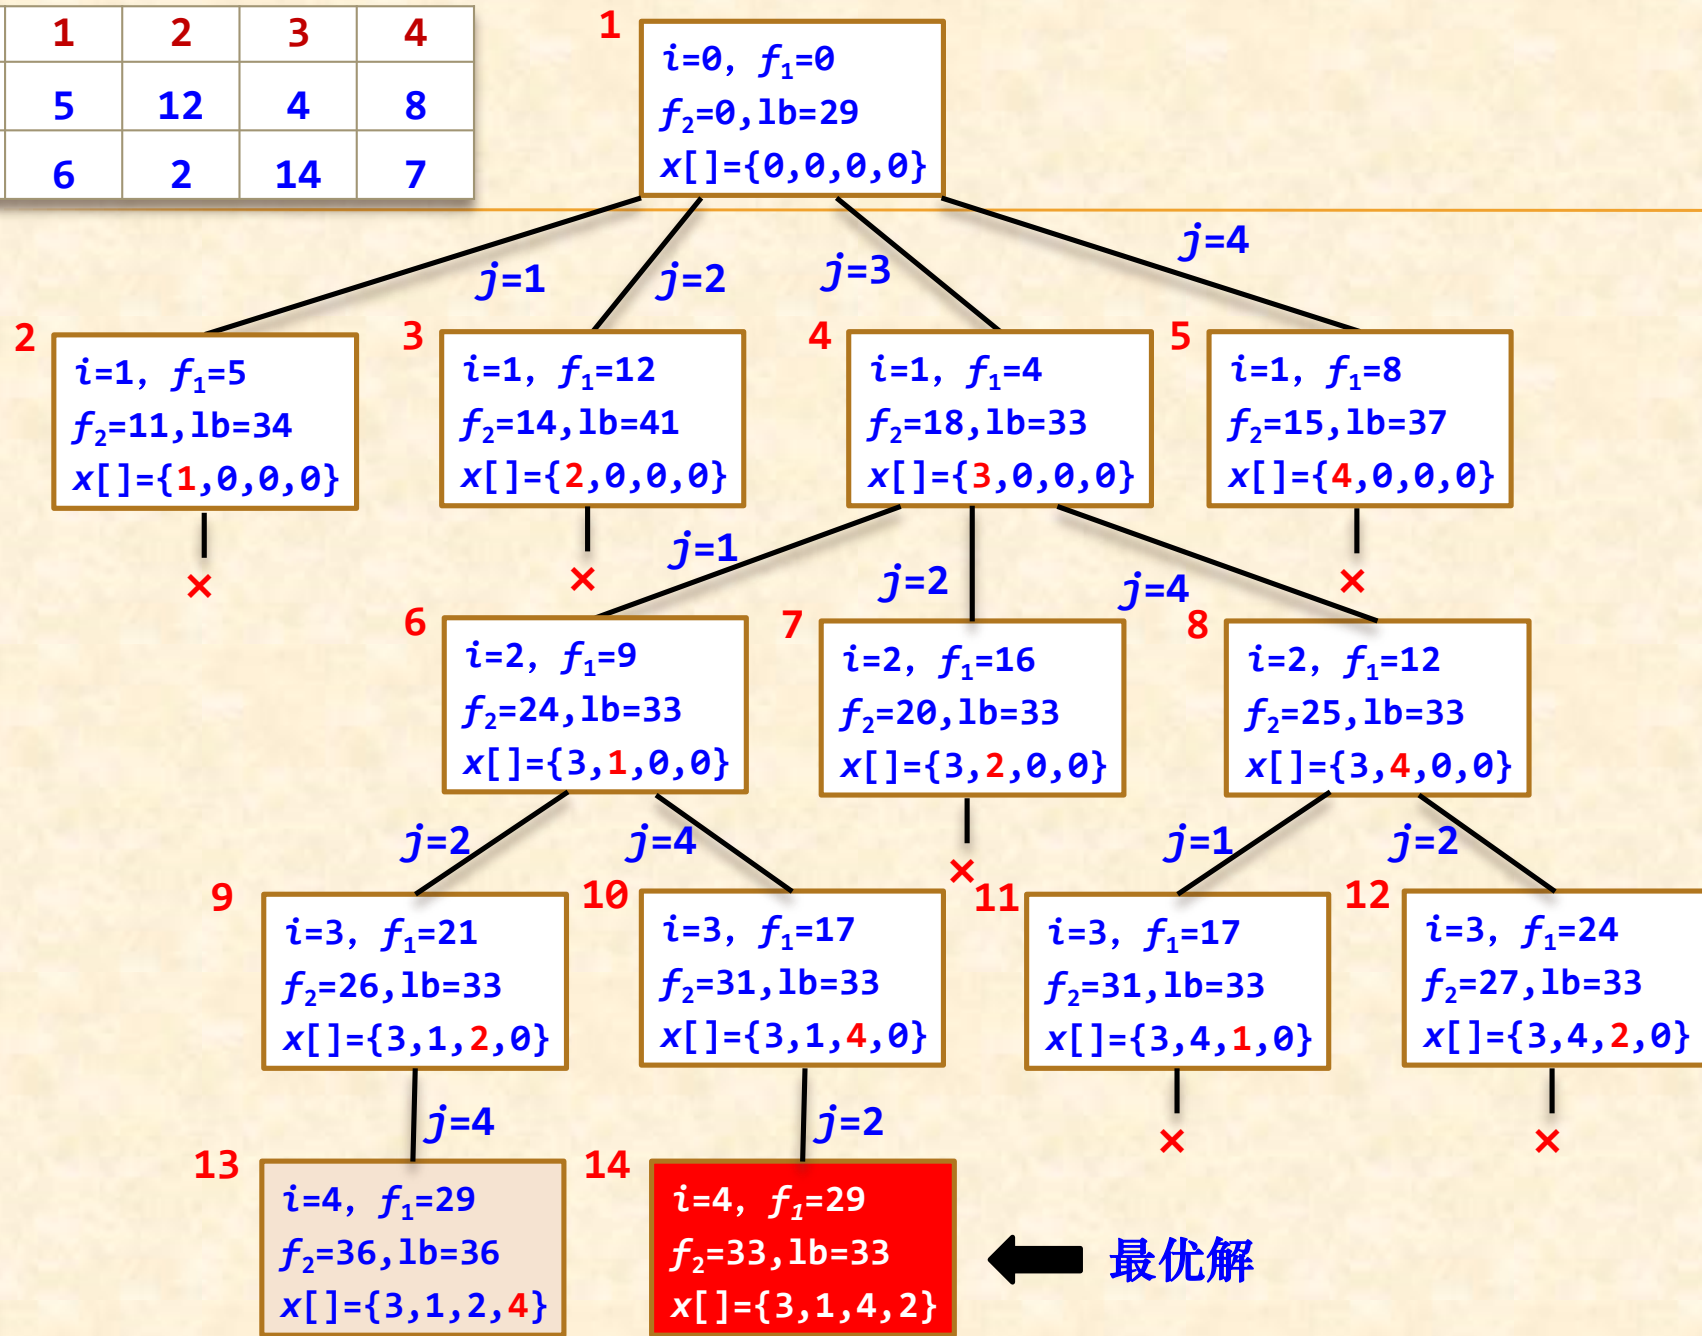 1 2 3 4
5 12 4 8
6 2 14 7
1
i=0, f₁=0
f₂=0,lb=29
x[]={0,0,0,0}
j=1
j=2
j=3
j=4
2
i=1, f₁=5
f₂=11,lb=34
x[]={1,0,0,0}
×
3
i=1, f₁=12
f₂=14,lb=41
x[]={2,0,0,0}
×
4
i=1, f₁=4
f₂=18,lb=33
x[]={3,0,0,0}
5
i=1, f₁=8
f₂=15,lb=37
x[]={4,0,0,0}
×
j=1
j=2
j=4
6
i=2, f₁=9
f₂=24,lb=33
x[]={3,1,0,0}
7
i=2, f₁=16
f₂=20,lb=33
x[]={3,2,0,0}
×
8
i=2, f₁=12
f₂=25,lb=33
x[]={3,4,0,0}
j=2
j=4
j=1
j=2
9
i=3, f₁=21
f₂=26,lb=33
x[]={3,1,2,0}
10
i=3, f₁=17
f₂=31,lb=33
x[]={3,1,4,0}
11
i=3, f₁=17
f₂=31,lb=33
x[]={3,4,1,0}
×
12
i=3, f₁=24
f₂=27,lb=33
x[]={3,4,2,0}
×
j=4
j=2
13
i=4, f₁=29
f₂=36,lb=36
x[]={3,1,2,4}
14
i=4, f₁=29
f₂=33,lb=33
x[]={3,1,4,2}
最优解